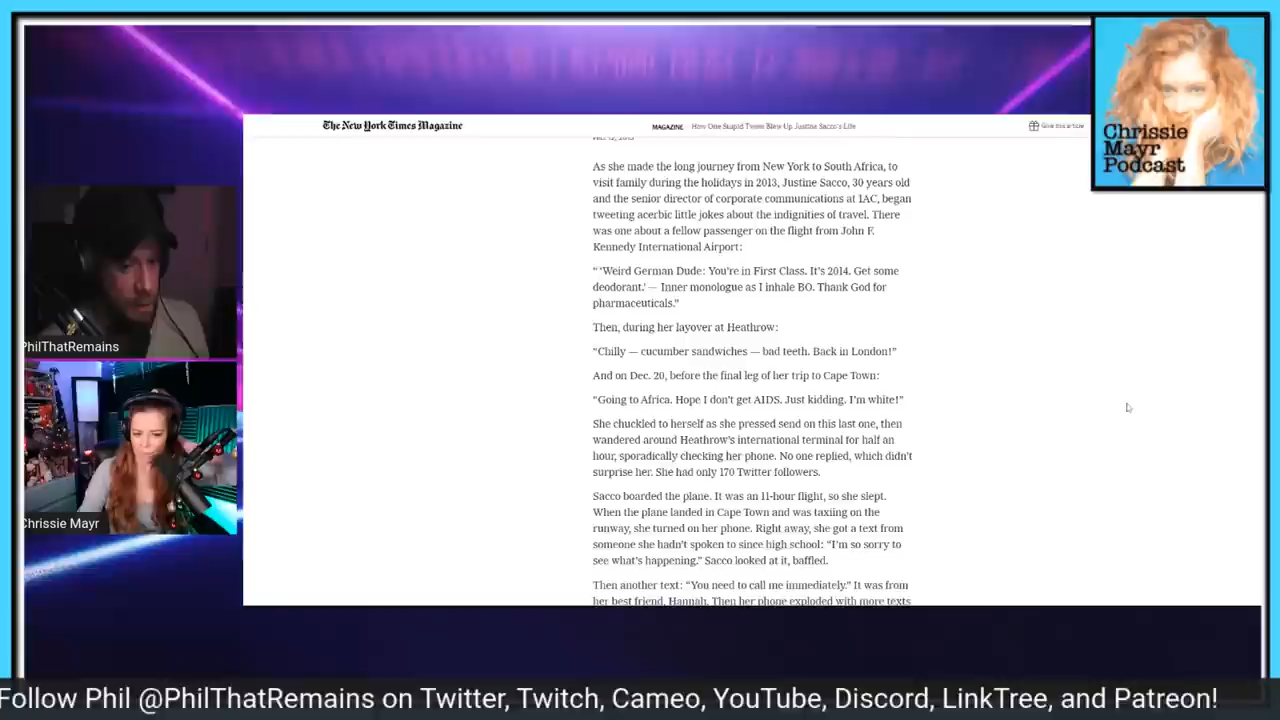 The New York Times Magazine
MAGAZINE How One Stupid Tweet Blew Up Justine Sacco's Life
Give this article
Chrissie
Mayr
Podcast
As she made the long journey from New York to South Africa, to
visit family during the holidays in 2013, Justine Sacco, 30 years old
and the senior director of corporate communications at IAC, began
tweeting acerbic little jokes about the indignities of travel. There
was one about a fellow passenger on the flight from John F.
Kennedy International Airport:
“ ‘Weird German Dude: You’re in First Class. It’s 2014. Get some
deodorant.’ — Inner monologue as I inhale BO. Thank God for
pharmaceuticals.”
Then, during her layover at Heathrow:
“Chilly — cucumber sandwiches — bad teeth. Back in London!”
And on Dec. 20, before the final leg of her trip to Cape Town:
“Going to Africa. Hope I don’t get AIDS. Just kidding. I’m white!”
She chuckled to herself as she pressed send on this last one, then
wandered around Heathrow’s international terminal for half an
hour, sporadically checking her phone. No one replied, which didn’t
surprise her. She had only 170 Twitter followers.
Sacco boarded the plane. It was an 11-hour flight, so she slept.
When the plane landed in Cape Town and was taxiing on the
runway, she turned on her phone. Right away, she got a text from
someone she hadn’t spoken to since high school: “I’m so sorry to
see what’s happening.” Sacco looked at it, baffled.
Then another text: “You need to call me immediately.” It was from
her best friend, Hannah. Then her phone exploded with more texts
PhilThatRemains
Chrissie Mayr
Follow Phil @PhilThatRemains on Twitter, Twitch, Cameo, YouTube, Discord, LinkTree, and Patreon!